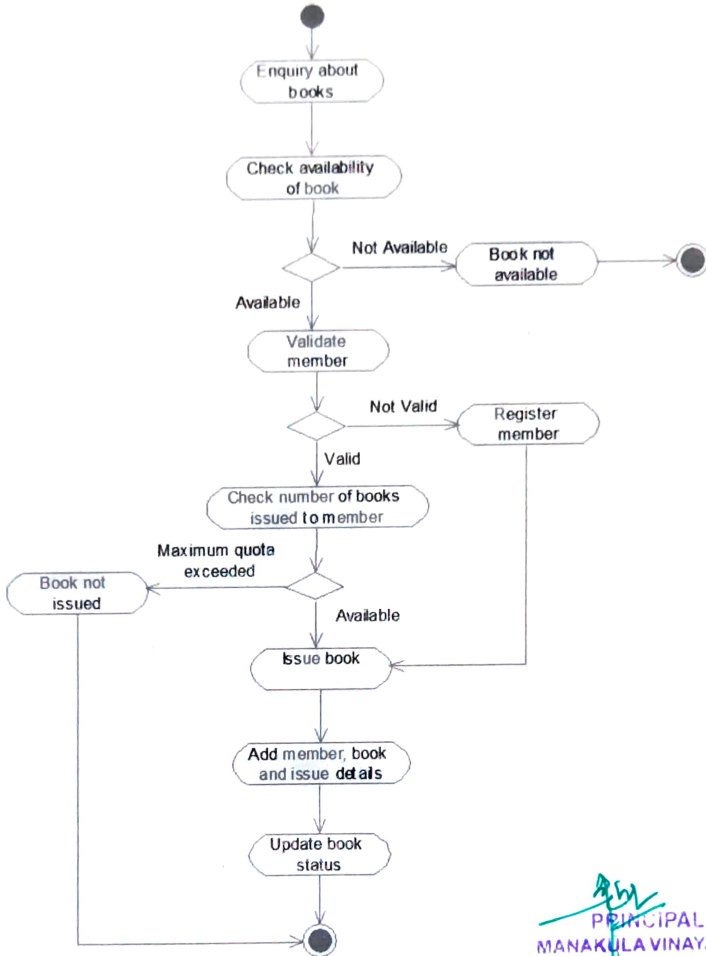 Enquiry about
books
Check availability
of book
Not Available
Book not
available
Available
Validate
member
Not Valid
Register
member
Valid
Check number of books
issued to member
Maximum quota
exceeded
Book not
issued
Available
Issue book
Add member, book
and issue details
Update book
status
PRINCIPAL
MANAKULA VINAY